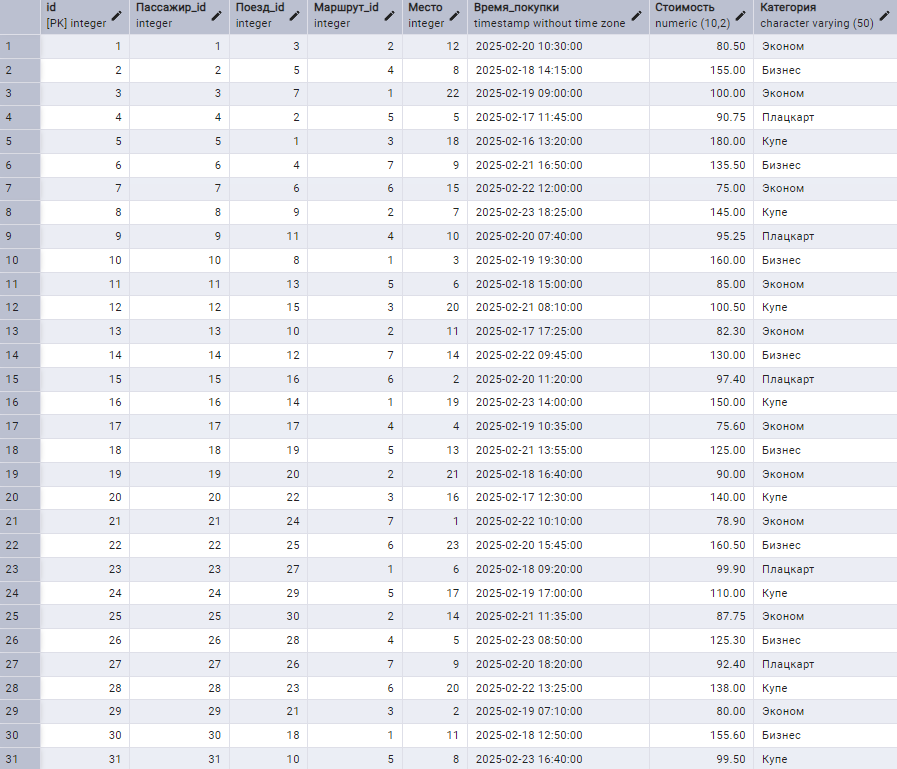 id Пассажир_id Поезд_id Маршрут_id Место Время_покупки Стоимость Категория
[PK] integer integer integer integer integer timestamp without time zone numeric (10,2) character varying (50)
1 1 1 3 2 12 2025-02-20 10:30:00 80.50 Эконом
2 2 2 5 4 8 2025-02-18 14:15:00 155.00 Бизнес
3 3 3 7 1 22 2025-02-19 09:00:00 100.00 Эконом
4 4 4 2 5 5 2025-02-17 11:45:00 90.75 Плацкарт
5 5 5 1 3 18 2025-02-16 13:20:00 180.00 Купе
6 6 6 4 7 9 2025-02-21 16:50:00 135.50 Бизнес
7 7 7 6 6 15 2025-02-22 12:00:00 75.00 Эконом
8 8 8 9 2 7 2025-02-23 18:25:00 145.00 Купе
9 9 9 11 4 10 2025-02-20 07:40:00 95.25 Плацкарт
10 10 10 8 1 3 2025-02-19 19:30:00 160.00 Бизнес
11 11 11 13 5 6 2025-02-18 15:00:00 85.00 Эконом
12 12 12 15 3 20 2025-02-21 08:10:00 100.50 Купе
13 13 13 10 2 11 2025-02-17 17:25:00 82.30 Эконом
14 14 14 12 7 14 2025-02-22 09:45:00 130.00 Бизнес
15 15 15 16 6 2 2025-02-20 11:20:00 97.40 Плацкарт
16 16 16 14 1 19 2025-02-23 14:00:00 150.00 Купе
17 17 17 17 4 4 2025-02-19 10:35:00 75.60 Эконом
18 18 18 19 5 13 2025-02-21 13:55:00 125.00 Бизнес
19 19 19 20 2 21 2025-02-18 16:40:00 90.00 Эконом
20 20 20 22 3 16 2025-02-17 12:30:00 140.00 Купе
21 21 21 24 7 1 2025-02-22 10:10:00 78.90 Эконом
22 22 22 25 6 23 2025-02-20 15:45:00 160.50 Бизнес
23 23 23 27 1 6 2025-02-18 09:20:00 99.90 Плацкарт
24 24 24 29 5 17 2025-02-19 17:00:00 110.00 Купе
25 25 25 30 2 14 2025-02-21 11:35:00 87.75 Эконом
26 26 26 28 4 5 2025-02-23 08:50:00 125.30 Бизнес
27 27 27 26 7 9 2025-02-20 18:20:00 92.40 Плацкарт
28 28 28 23 6 20 2025-02-22 13:25:00 138.00 Купе
29 29 29 21 3 2 2025-02-19 07:10:00 80.00 Эконом
30 30 30 18 1 11 2025-02-18 12:50:00 155.60 Бизнес
31 31 31 10 5 8 2025-02-23 16:40:00 99.50 Купе